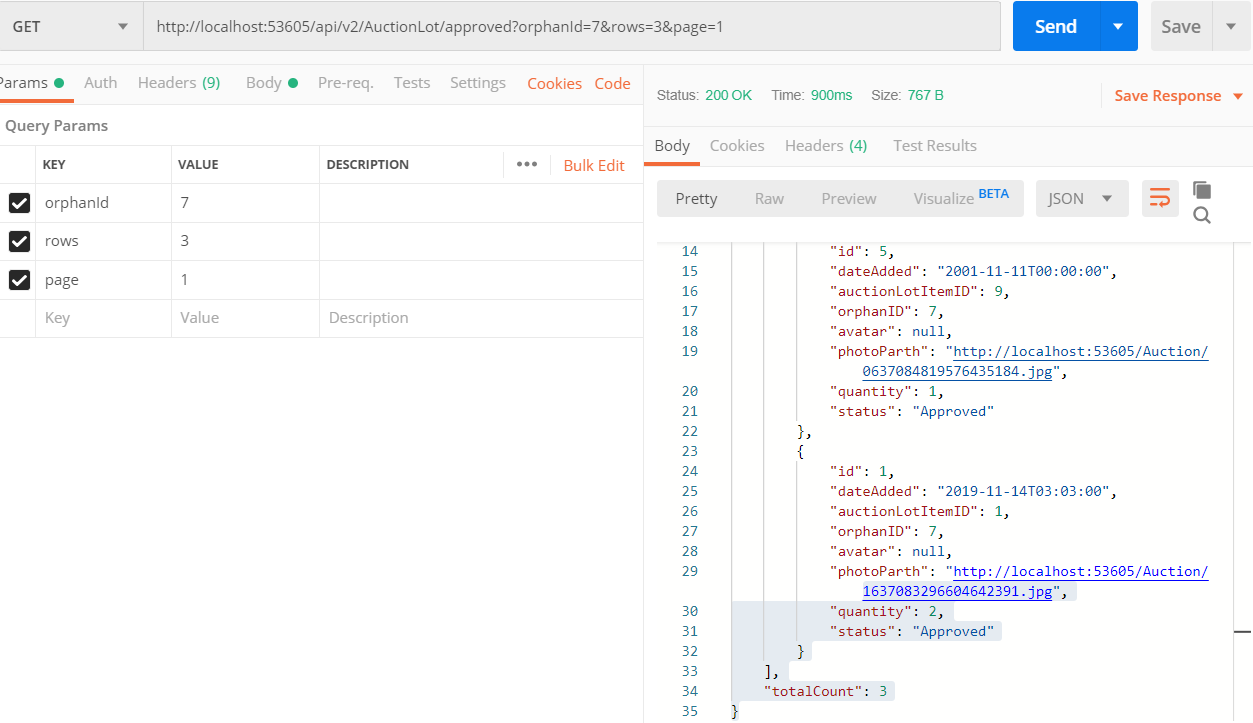 GET http://localhost:53605/api/v2/AuctionLot/approved?orphanId=7&rows=3&page=1 Send Save
Params Auth Headers (9) Body Pre-req. Tests Settings Cookies Code
Query Params
KEY VALUE DESCRIPTION ••• Bulk Edit
orphanId 7
rows 3
page 1
Key Value Description
Status: 200 OK Time: 900ms Size: 767 B Save Response
Body Cookies Headers (4) Test Results
Pretty Raw Preview Visualize BETA JSON
14 "id": 5,
15 "dateAdded": "2001-11-11T00:00:00",
16 "auctionLotItemID": 9,
17 "orphanID": 7,
18 "avatar": null,
19 "photoParth": "http://localhost:53605/Auction/
0637084819576435184.jpg",
20 "quantity": 1,
21 "status": "Approved"
22 },
23 {
24 "id": 1,
25 "dateAdded": "2019-11-14T03:03:00",
26 "auctionLotItemID": 1,
27 "orphanID": 7,
28 "avatar": null,
29 "photoParth": "http://localhost:53605/Auction/
1637083296604642391.jpg",
30 "quantity": 2,
31 "status": "Approved"
32 }
33 ],
34 "totalCount": 3
35 }